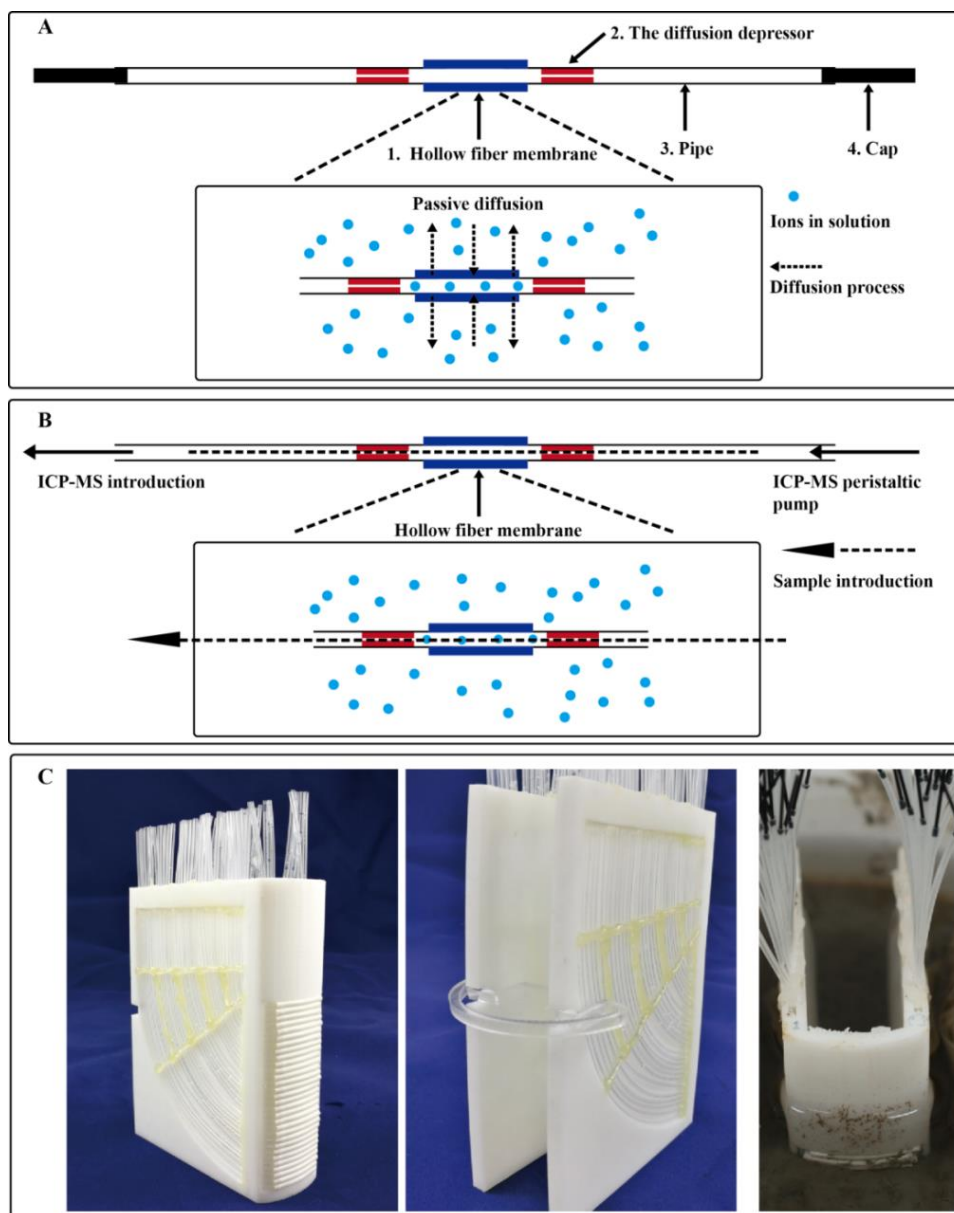 A
2. The diffusion depressor
1. Hollow fiber membrane
3. Pipe
4. Cap
Passive diffusion
Ions in solution
Diffusion process
B
ICP-MS introduction
ICP-MS peristaltic
pump
Hollow fiber membrane
Sample introduction
C